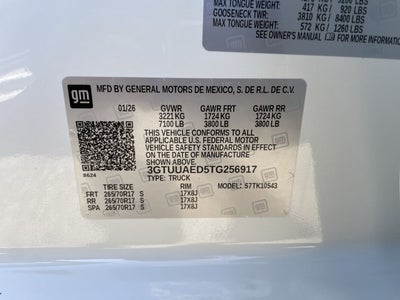 MAX TONGUE WEIGHT
417 KG / 920 LBS
GOOSENECK TWR:
3810 KG / 8400 LBS
MAX TONGUE WEIGHT
572 KG / 1260 LBS
SEE OWNER'S MANUAL FOR
gm
MFD BY GENERAL MOTORS DE MEXICO, S. DE R.L. DE C.V.
01/26 GVWR GAWR FRT GAWR RR
3221 KG 1724 KG 1724 KG
7100 LB 3800 LB 3800 LB
THIS VEHICLE CONFORMS TO ALL
APPLICABLE U.S. FEDERAL MOTOR
VEHICLE SAFETY STANDARDS IN EFFECT
ON THE DATE OF MANUFACTURE SHOWN ABOVE.
3GTUUAED5TG256917
8624 TYPE: TRUCK
TIRE SIZE RIM MODEL: 57TK10543
FRT 265/70R17 S 17X8J
RR 265/70R17 S 17X8J
SPA 265/70R17 S 17X8J